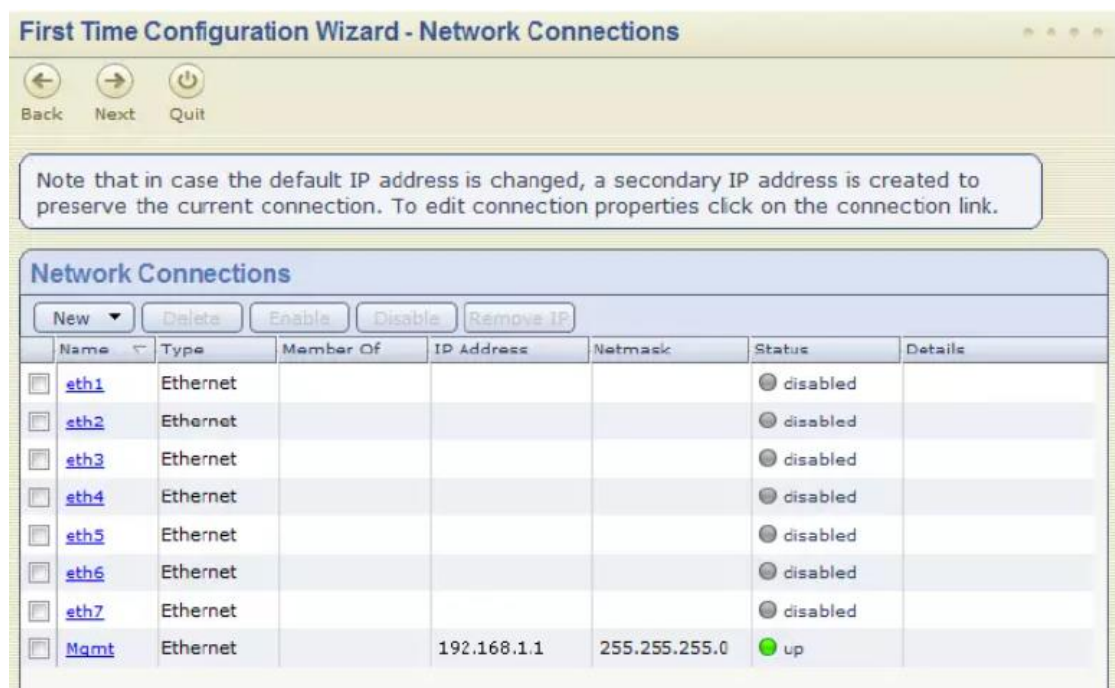 First Time Configuration Wizard - Network Connections
Back Next Quit
Note that in case the default IP address is changed, a secondary IP address is created to
preserve the current connection. To edit connection properties click on the connection link.
Network Connections
New Delete Enable Disable Remove IP
Name Type Member Of IP Address Netmask Status Details
eth1 Ethernet disabled
eth2 Ethernet disabled
eth3 Ethernet disabled
eth4 Ethernet disabled
eth5 Ethernet disabled
eth6 Ethernet disabled
eth7 Ethernet disabled
Mgmt Ethernet 192.168.1.1 255.255.255.0 up